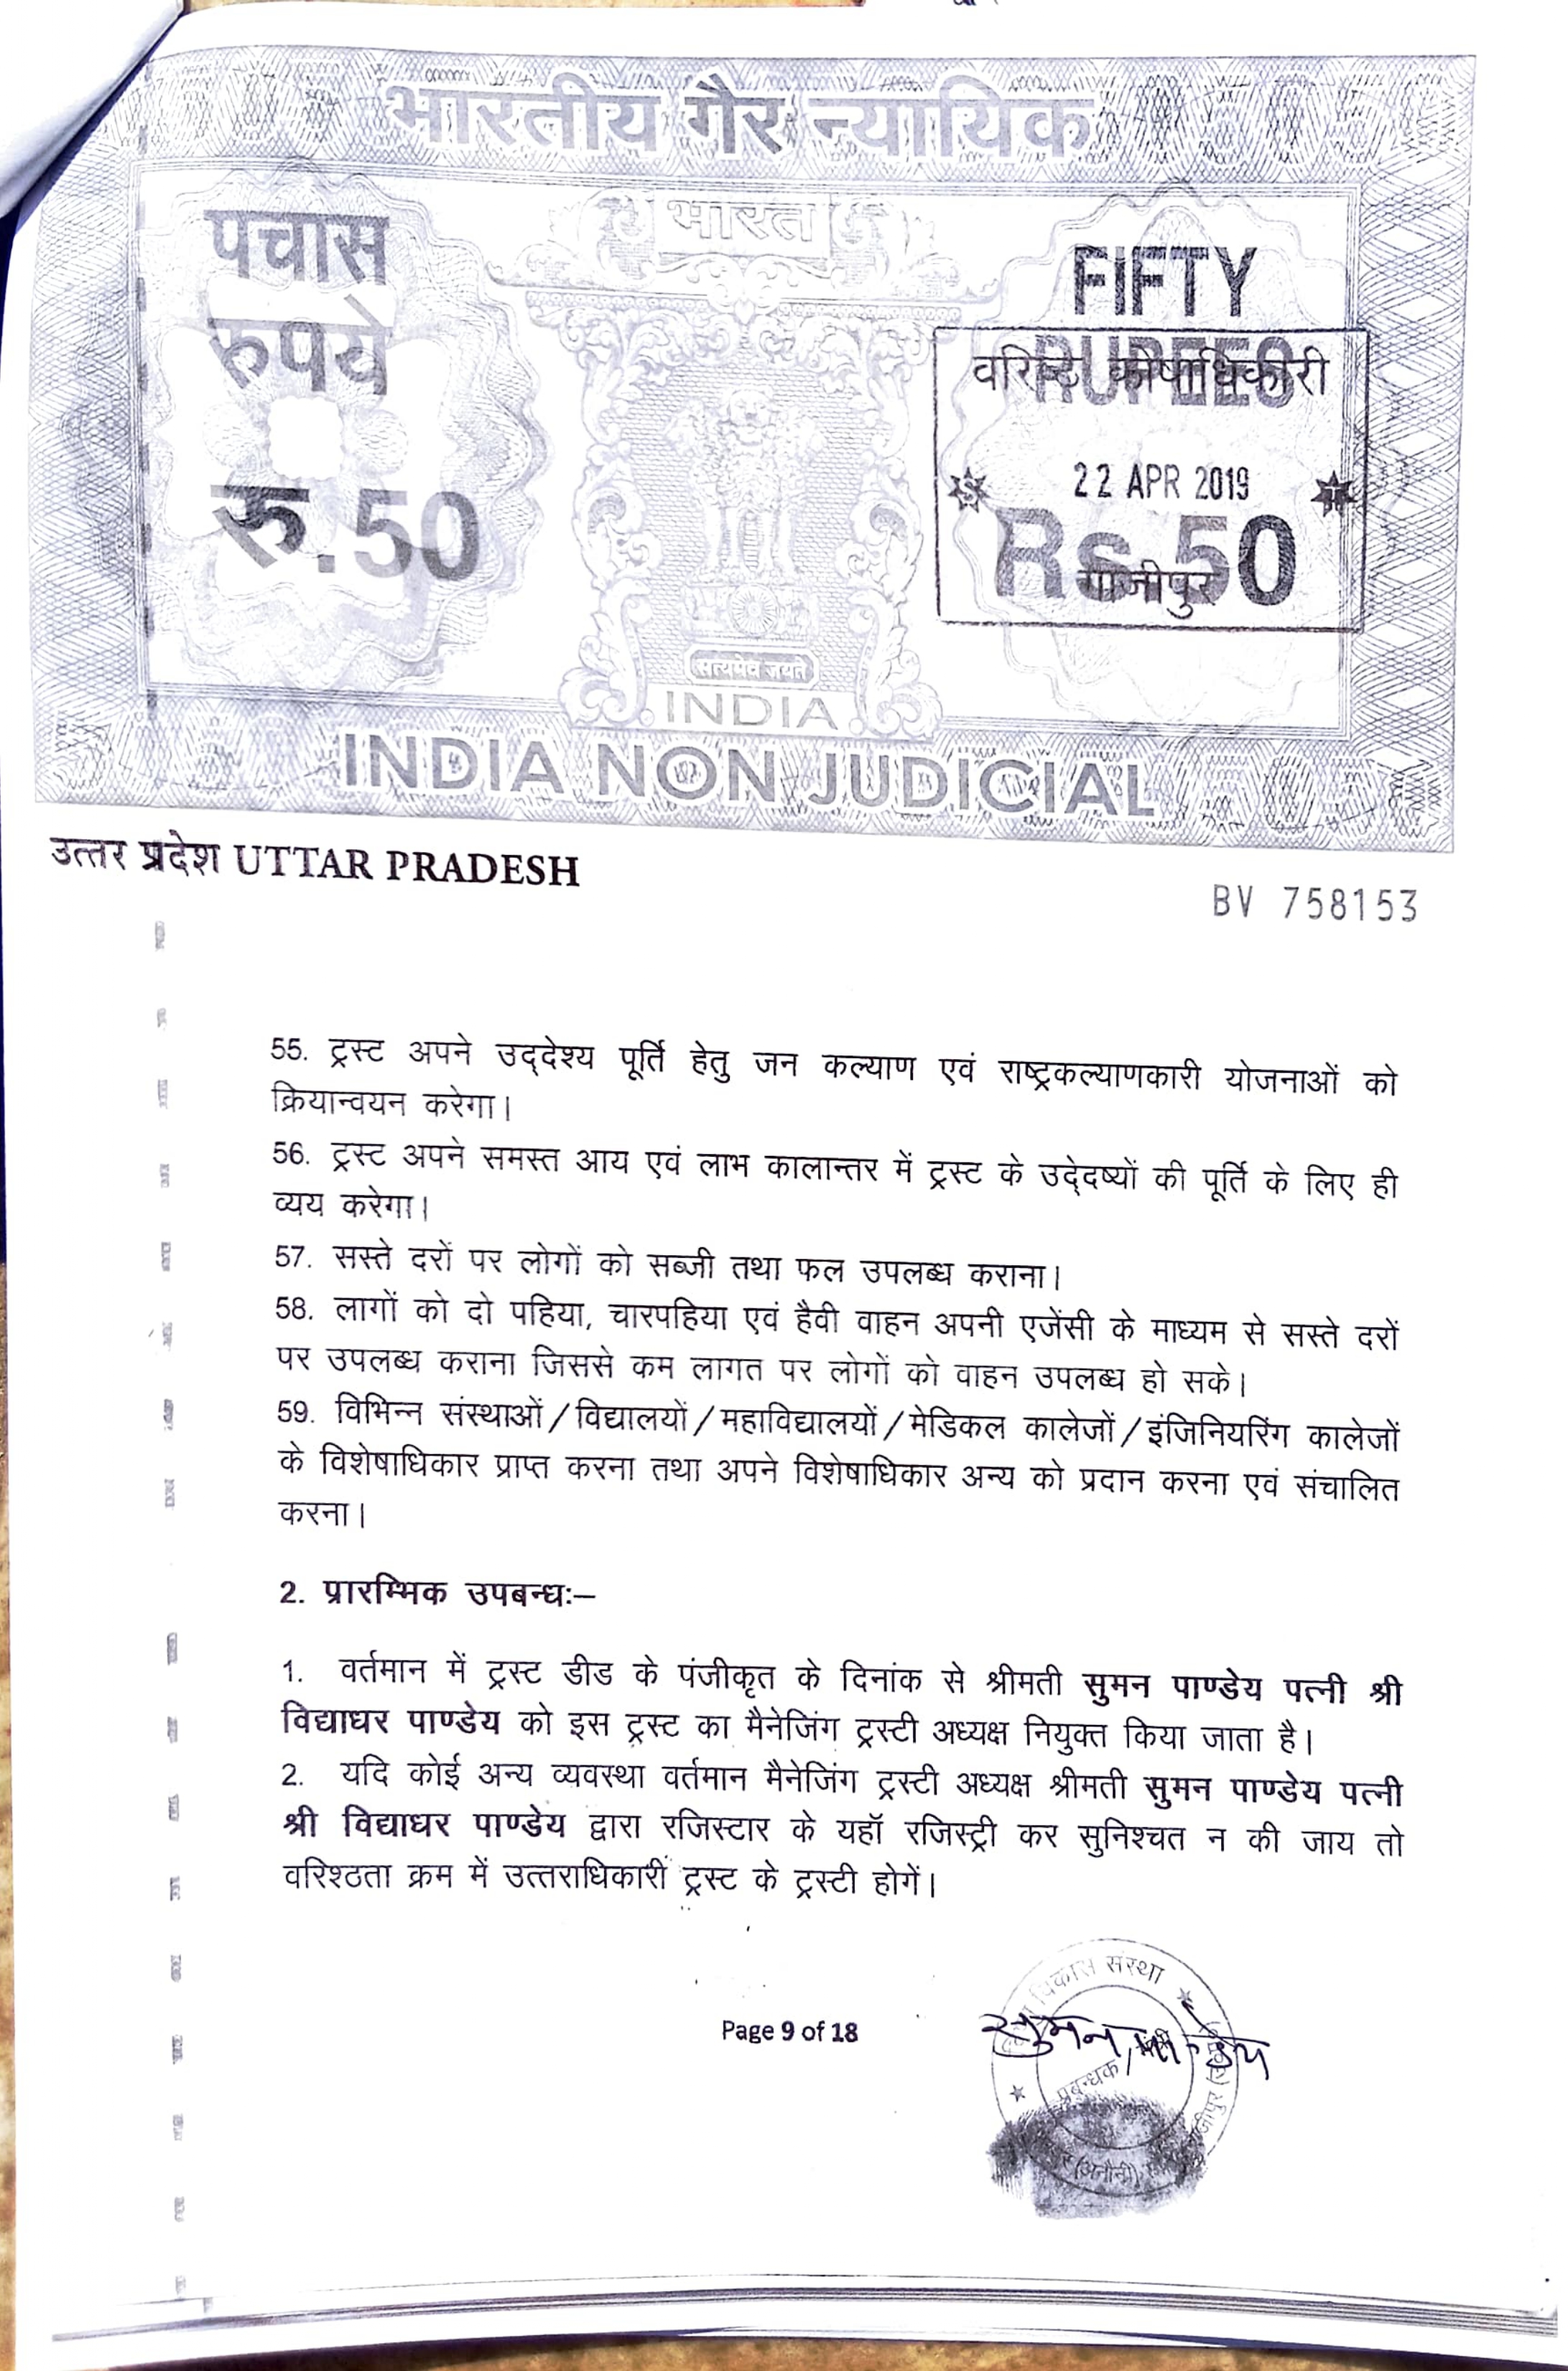 भारतीय गैर न्यायिक
भारत
पचास
रुपये
रु.50
FIFTY
RUPEES
Rs.50
वरिष्ठ कोषाधिकारी
22 APR 2019
गाजीपुर
सत्यमेव जयते
INDIA
INDIA NON JUDICIAL
उत्तर प्रदेश UTTAR PRADESH
BV 758153
55. ट्रस्ट अपने उद्देश्य पूर्ति हेतु जन कल्याण एवं राष्ट्रकल्याणकारी योजनाओं को
क्रियान्वयन करेगा।
56. ट्रस्ट अपने समस्त आय एवं लाभ कालान्तर में ट्रस्ट के उद्देदष्यों की पूर्ति के लिए ही
व्यय करेगा।
57. सस्ते दरों पर लोगों को सब्जी तथा फल उपलब्ध कराना।
58. लागों को दो पहिया, चारपहिया एवं हैवी वाहन अपनी एजेंसी के माध्यम से सस्ते दरों
पर उपलब्ध कराना जिससे कम लागत पर लोगों को वाहन उपलब्ध हो सके।
59. विभिन्न संस्थाओं/विद्यालयों/महाविद्यालयों/मेडिकल कालेजों/इंजिनियरिंग कालेजों
के विशेषाधिकार प्राप्त करना तथा अपने विशेषाधिकार अन्य को प्रदान करना एवं संचालित
करना।
2. प्रारम्भिक उपबन्धः–
1. वर्तमान में ट्रस्ट डीड के पंजीकृत के दिनांक से श्रीमती सुमन पाण्डेय पत्नी श्री
विद्याधर पाण्डेय को इस ट्रस्ट का मैनेजिंग ट्रस्टी अध्यक्ष नियुक्त किया जाता है।
2. यदि कोई अन्य व्यवस्था वर्तमान मैनेजिंग ट्रस्टी अध्यक्ष श्रीमती सुमन पाण्डेय पत्नी
श्री विद्याधर पाण्डेय द्वारा रजिस्टार के यहॉ रजिस्ट्री कर सुनिश्चत न की जाय तो
वरिश्ठता क्रम में उत्तराधिकारी ट्रस्ट के ट्रस्टी होगें।
Page 9 of 18
विकास संस्था
सुमन पाण्डेय
प्रबन्धक
(अनौनी)